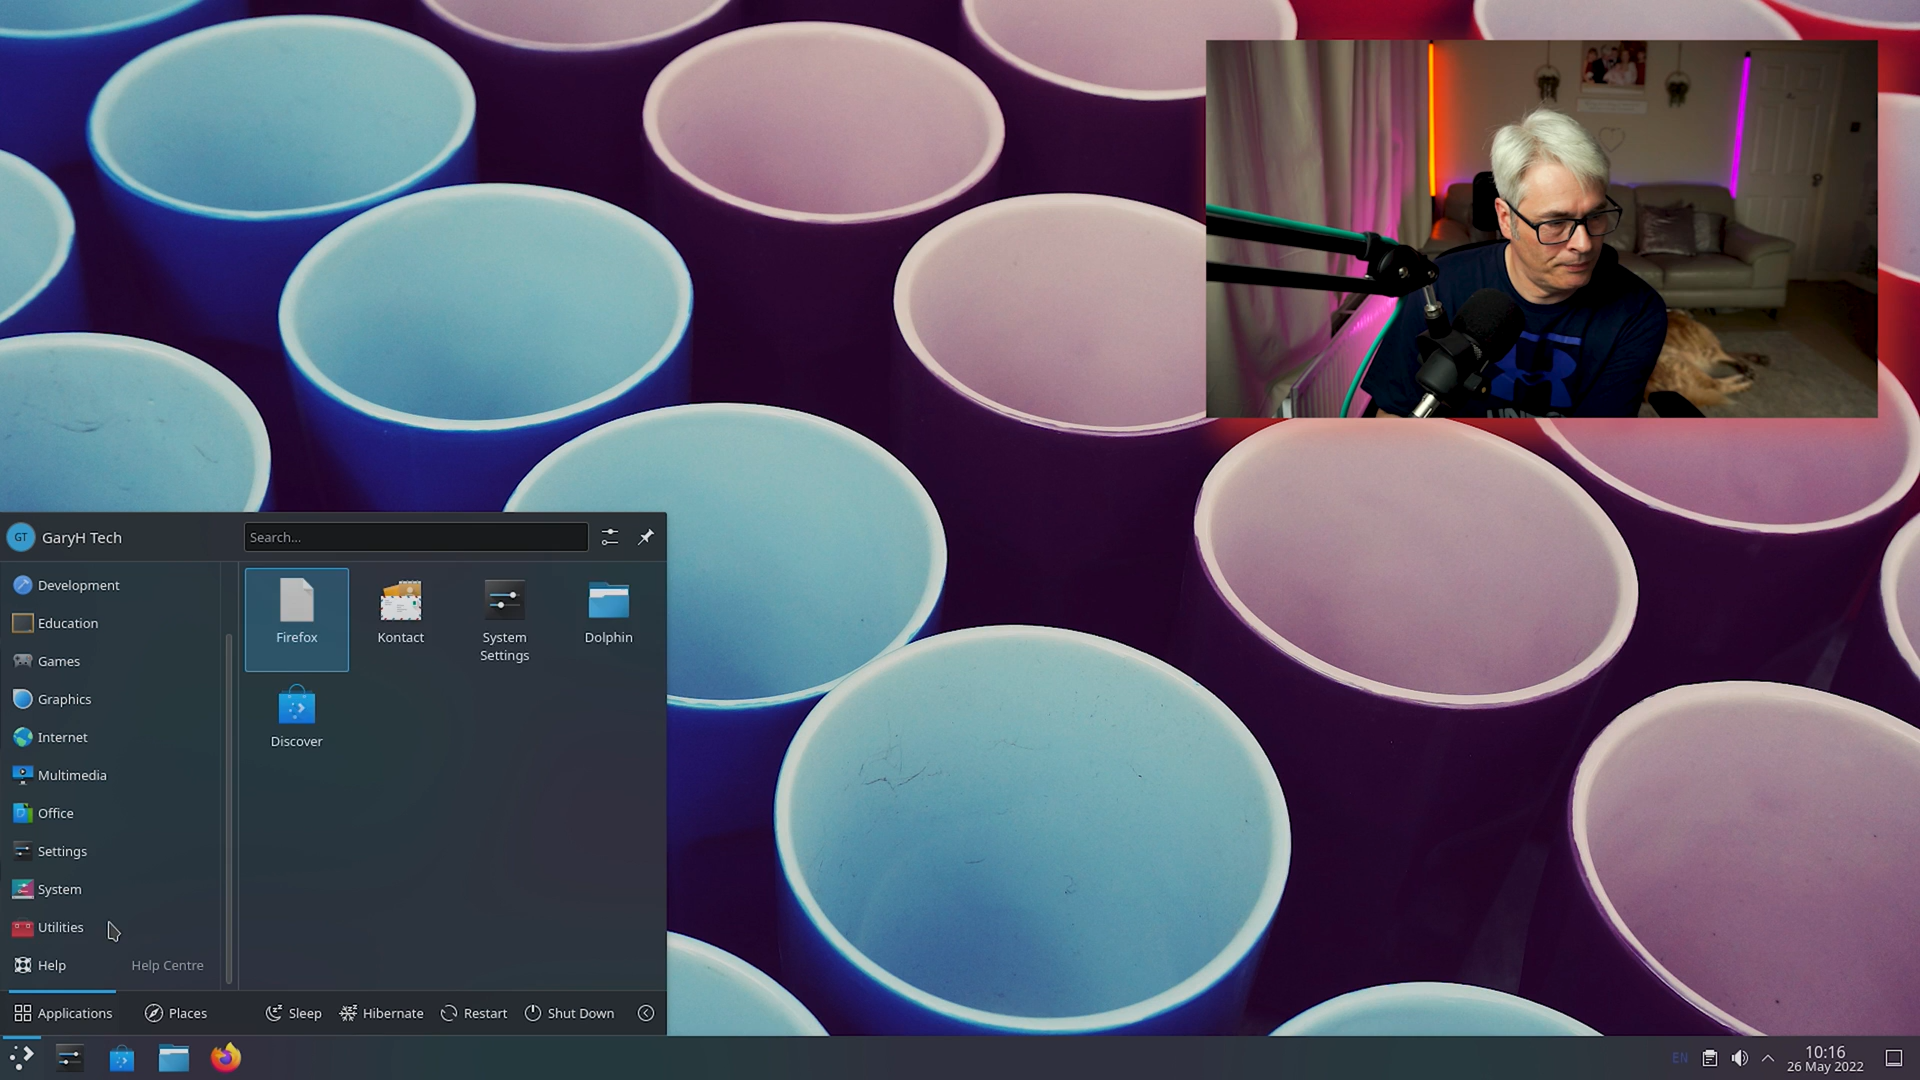 GT
GaryH Tech
Search...
Development
Education
Games
Graphics
Internet
Multimedia
Office
Settings
System
Utilities
Help
Help Centre
Firefox
Kontact
System
Settings
Dolphin
Discover
Applications
Places
Sleep
Hibernate
Restart
Shut Down
EN
10:16
26 May 2022